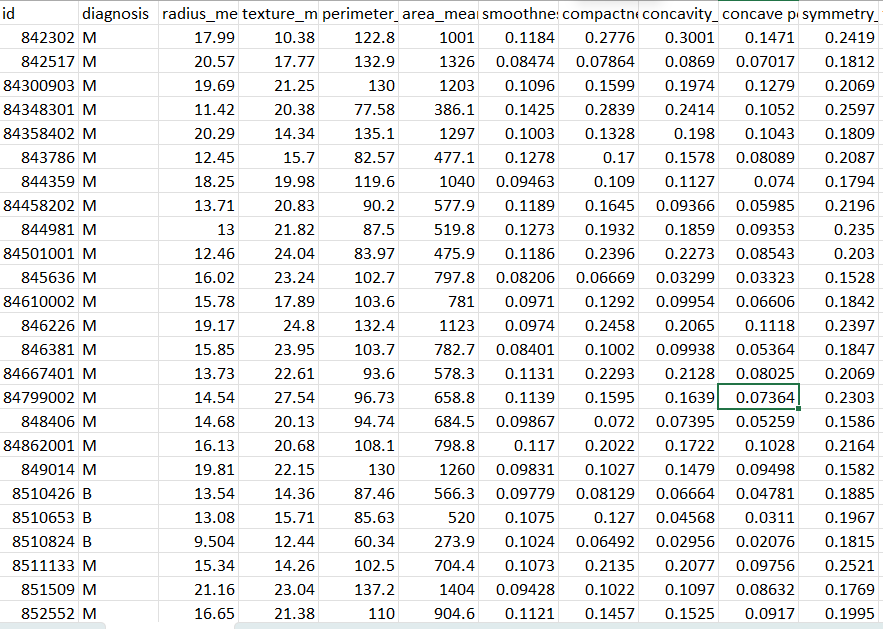 id diagnosis radius_me texture_m perimeter_ area_mea smoothne compactne concavity_ concave p symmetry_
842302 M 17.99 10.38 122.8 1001 0.1184 0.2776 0.3001 0.1471 0.2419
842517 M 20.57 17.77 132.9 1326 0.08474 0.07864 0.0869 0.07017 0.1812
84300903 M 19.69 21.25 130 1203 0.1096 0.1599 0.1974 0.1279 0.2069
84348301 M 11.42 20.38 77.58 386.1 0.1425 0.2839 0.2414 0.1052 0.2597
84358402 M 20.29 14.34 135.1 1297 0.1003 0.1328 0.198 0.1043 0.1809
843786 M 12.45 15.7 82.57 477.1 0.1278 0.17 0.1578 0.08089 0.2087
844359 M 18.25 19.98 119.6 1040 0.09463 0.109 0.1127 0.074 0.1794
84458202 M 13.71 20.83 90.2 577.9 0.1189 0.1645 0.09366 0.05985 0.2196
844981 M 13 21.82 87.5 519.8 0.1273 0.1932 0.1859 0.09353 0.235
84501001 M 12.46 24.04 83.97 475.9 0.1186 0.2396 0.2273 0.08543 0.203
845636 M 16.02 23.24 102.7 797.8 0.08206 0.06669 0.03299 0.03323 0.1528
84610002 M 15.78 17.89 103.6 781 0.0971 0.1292 0.09954 0.06606 0.1842
846226 M 19.17 24.8 132.4 1123 0.0974 0.2458 0.2065 0.1118 0.2397
846381 M 15.85 23.95 103.7 782.7 0.08401 0.1002 0.09938 0.05364 0.1847
84667401 M 13.73 22.61 93.6 578.3 0.1131 0.2293 0.2128 0.08025 0.2069
84799002 M 14.54 27.54 96.73 658.8 0.1139 0.1595 0.1639 0.07364 0.2303
848406 M 14.68 20.13 94.74 684.5 0.09867 0.072 0.07395 0.05259 0.1586
84862001 M 16.13 20.68 108.1 798.8 0.117 0.2022 0.1722 0.1028 0.2164
849014 M 19.81 22.15 130 1260 0.09831 0.1027 0.1479 0.09498 0.1582
8510426 B 13.54 14.36 87.46 566.3 0.09779 0.08129 0.06664 0.04781 0.1885
8510653 B 13.08 15.71 85.63 520 0.1075 0.127 0.04568 0.0311 0.1967
8510824 B 9.504 12.44 60.34 273.9 0.1024 0.06492 0.02956 0.02076 0.1815
8511133 M 15.34 14.26 102.5 704.4 0.1073 0.2135 0.2077 0.09756 0.2521
851509 M 21.16 23.04 137.2 1404 0.09428 0.1022 0.1097 0.08632 0.1769
852552 M 16.65 21.38 110 904.6 0.1121 0.1457 0.1525 0.0917 0.1995